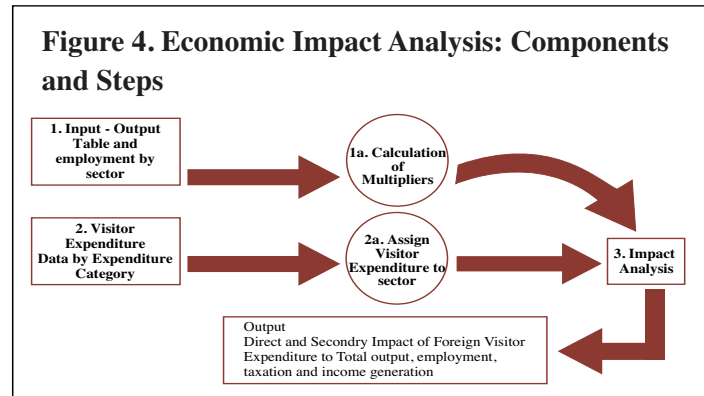 Figure 4. Economic Impact Analysis: Components
and Steps
1. Input - Output
Table and
employment by
sector
1a. Calculation
of
Multipliers
2. Visitor
Expenditure
Data by Expenditure
Category
2a. Assign
Visitor
Expenditure to
sector
3. Impact
Analysis
Output
Direct and Secondry Impact of Foreign Visitor
Expenditure to Total output, employment,
taxation and income generation